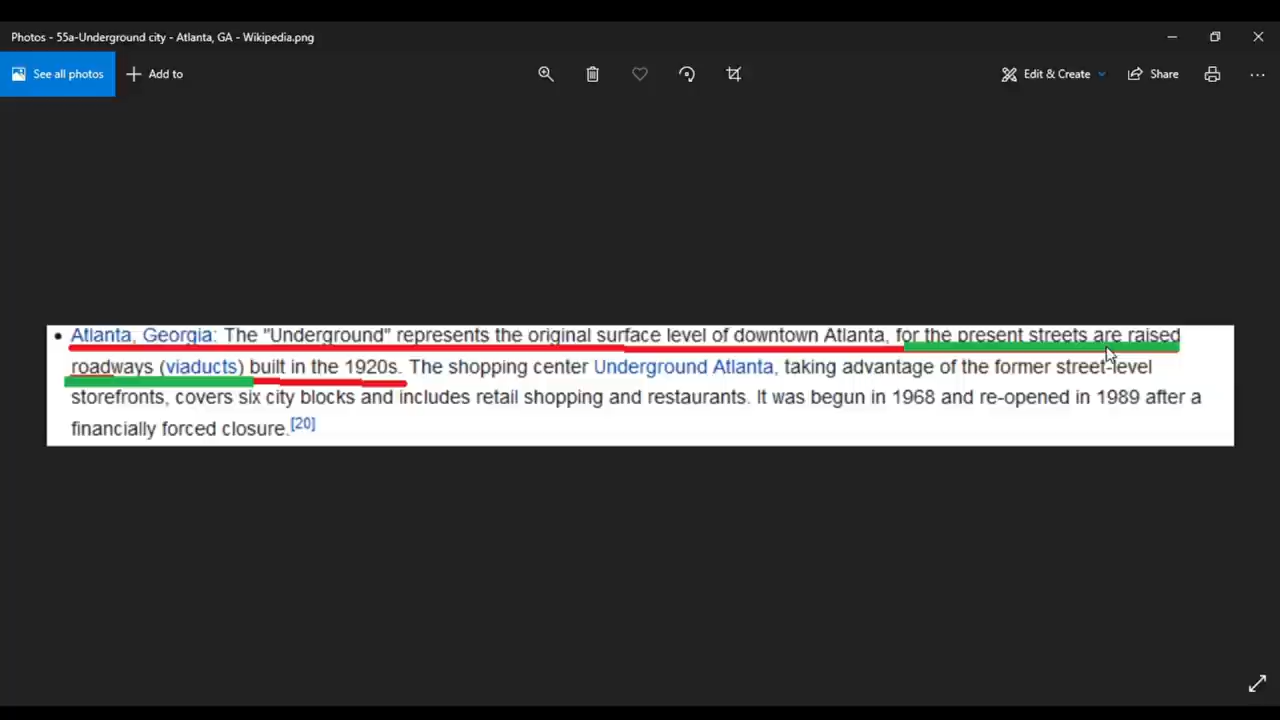 Photos - 55a-Underground city - Atlanta, GA - Wikipedia.png
See all photos
Add to
Edit & Create
Share
• Atlanta, Georgia: The "Underground" represents the original surface level of downtown Atlanta, for the present streets are raised
roadways (viaducts) built in the 1920s. The shopping center Underground Atlanta, taking advantage of the former street-level
storefronts, covers six city blocks and includes retail shopping and restaurants. It was begun in 1968 and re-opened in 1989 after a
financially forced closure.[20]